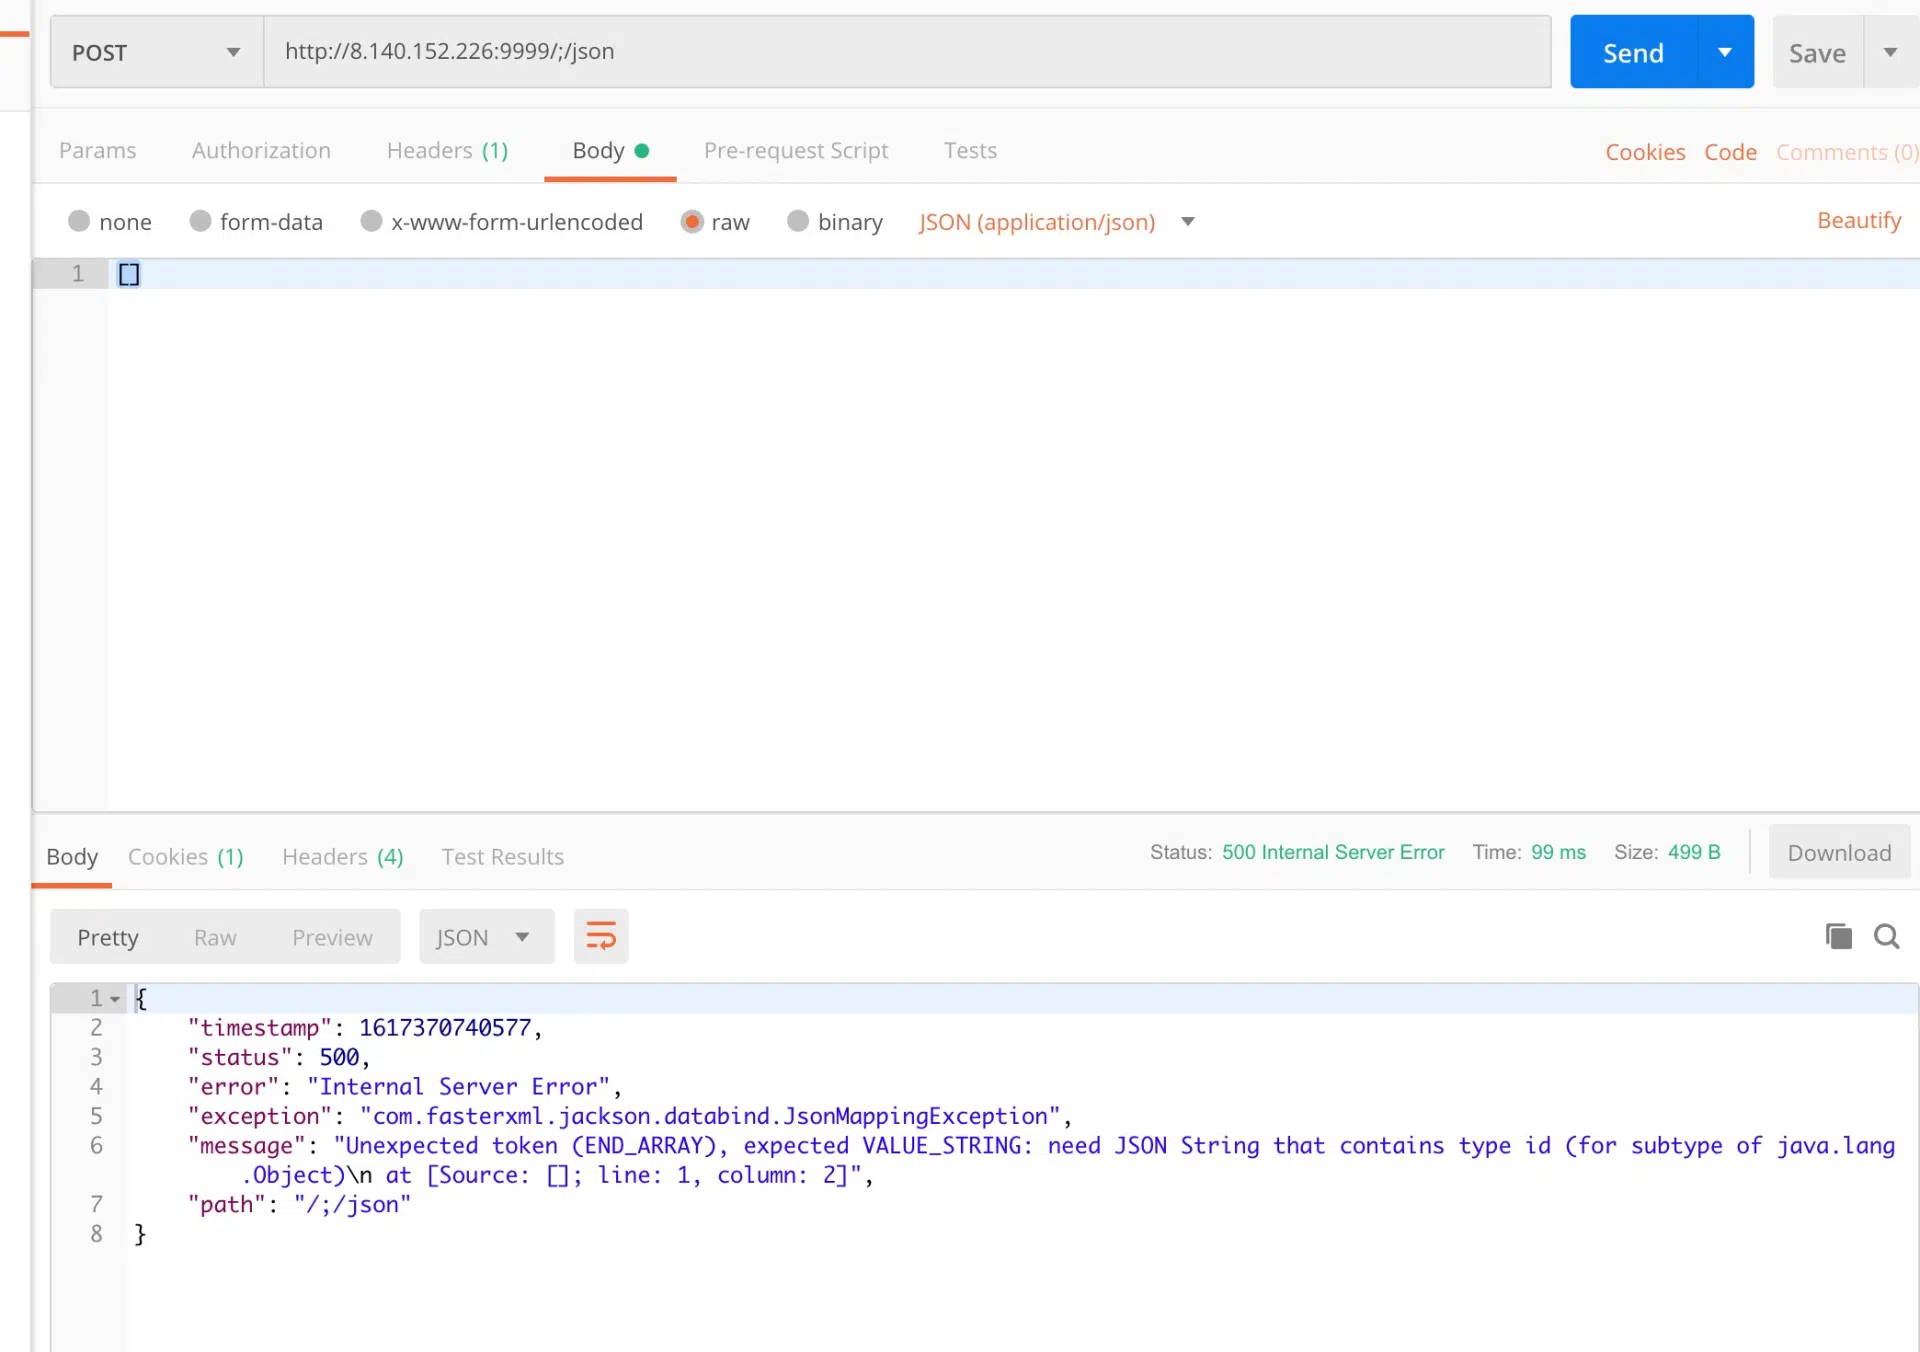 POST http://8.140.152.226:9999/;/json Send Save
Params Authorization Headers (1) Body Pre-request Script Tests Cookies Code Comments (0)
none form-data x-www-form-urlencoded raw binary JSON (application/json) Beautify
1 []
Body Cookies (1) Headers (4) Test Results Status: 500 Internal Server Error Time: 99 ms Size: 499 B Download
Pretty Raw Preview JSON
1 {
2 "timestamp": 1617370740577,
3 "status": 500,
4 "error": "Internal Server Error",
5 "exception": "com.fasterxml.jackson.databind.JsonMappingException",
6 "message": "Unexpected token (END_ARRAY), expected VALUE_STRING: need JSON String that contains type id (for subtype of java.lang
.Object)\n at [Source: []; line: 1, column: 2]",
7 "path": "/;/json"
8 }